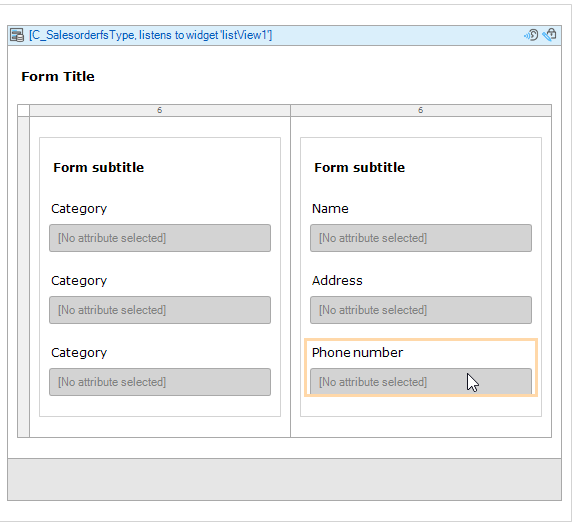 [C_SalesorderfsType, listens to widget 'listView1']
Form Title
6
6
Form subtitle
Category
[No attribute selected]
Category
[No attribute selected]
Category
[No attribute selected]
Form subtitle
Name
[No attribute selected]
Address
[No attribute selected]
Phone number
[No attribute selected]